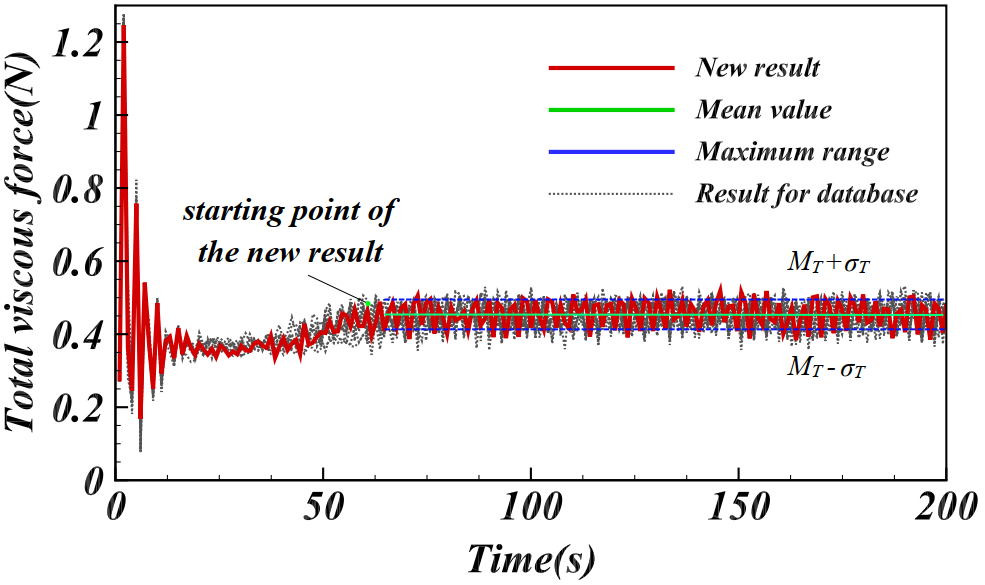 Total viscous force(N)
1.2
1
0.8
0.6
0.4
0.2
0
New result
Mean value
Maximum range
Result for database
starting point of
the new result
M_T+σ_T
M_T-σ_T
0
50
100
150
200
Time(s)